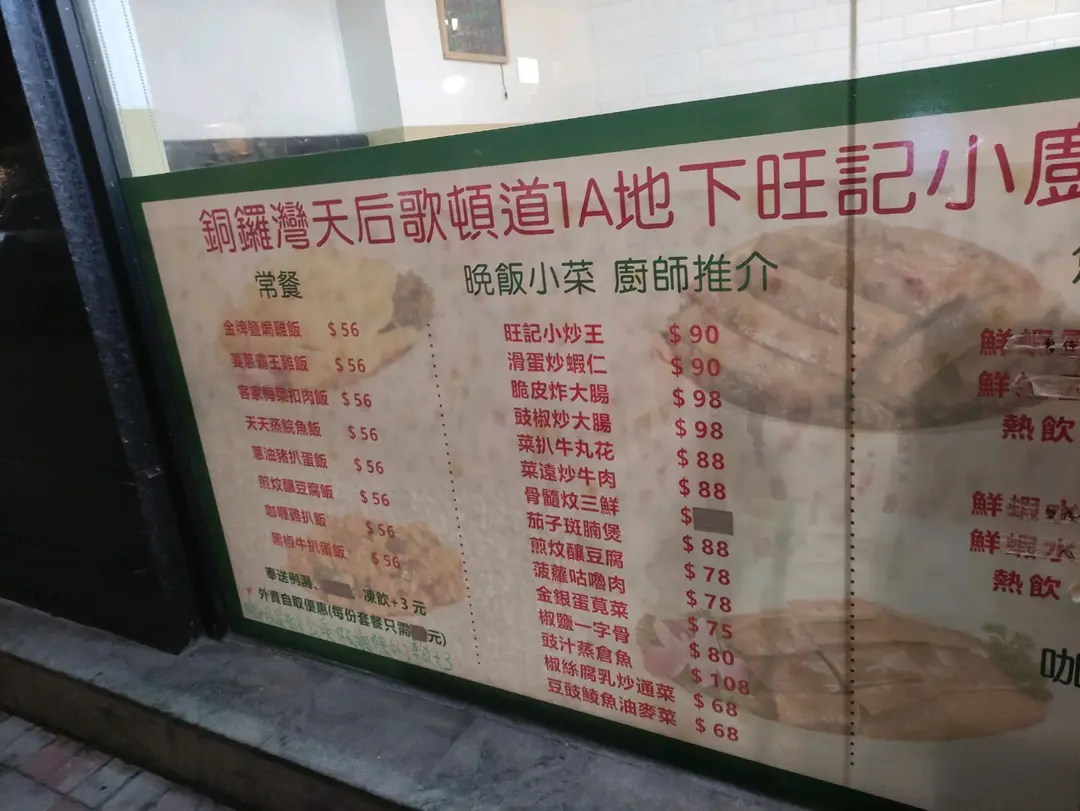 銅鑼灣天后歌頓道1A地下旺記小廚
常餐
金牌鹽焗雞飯 $56
姜蔥霸王雞飯 $56
客家梅菜扣肉飯 $56
天天蒸鯇魚飯 $56
蔥油豬扒蛋飯 $56
煎炆釀豆腐飯 $56
咖喱雞扒飯 $56
黑椒牛扒蛋飯 $56
奉送例湯 凍飲+3元
外賣自取優惠(每份套餐只需 元)
晚飯小菜 廚師推介
旺記小炒王 $90
滑蛋炒蝦仁 $90
脆皮炸大腸 $98
豉椒炒大腸 $98
菜扒牛丸花 $88
菜遠炒牛肉 $88
骨髓炆三鮮 $
茄子斑腩煲 $88
煎炆釀豆腐 $78
菠蘿咕嚕肉 $78
金銀蛋莧菜 $75
椒鹽一字骨 $80
豉汁蒸倉魚 $108
椒絲腐乳炒通菜 $68
豆豉鯪魚油麥菜 $68
鮮蝦
鮮
熱飲
鮮蝦水
鮮蝦水
熱飲
咖